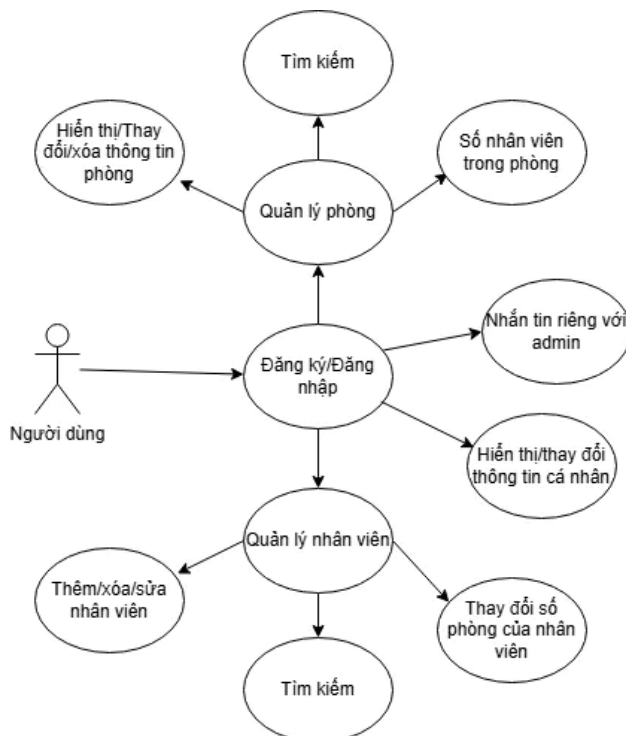 Tìm kiếm
Hiển thị/Thay
đổi/xóa thông tin
phòng
Số nhân viên
trong phòng
Quản lý phòng
Nhắn tin riêng với
admin
Đăng ký/Đăng
nhập
Người dùng
Hiển thị/thay đổi
thông tin cá nhân
Quản lý nhân viên
Thêm/xóa/sửa
nhân viên
Thay đổi số
phòng của nhân
viên
Tìm kiếm